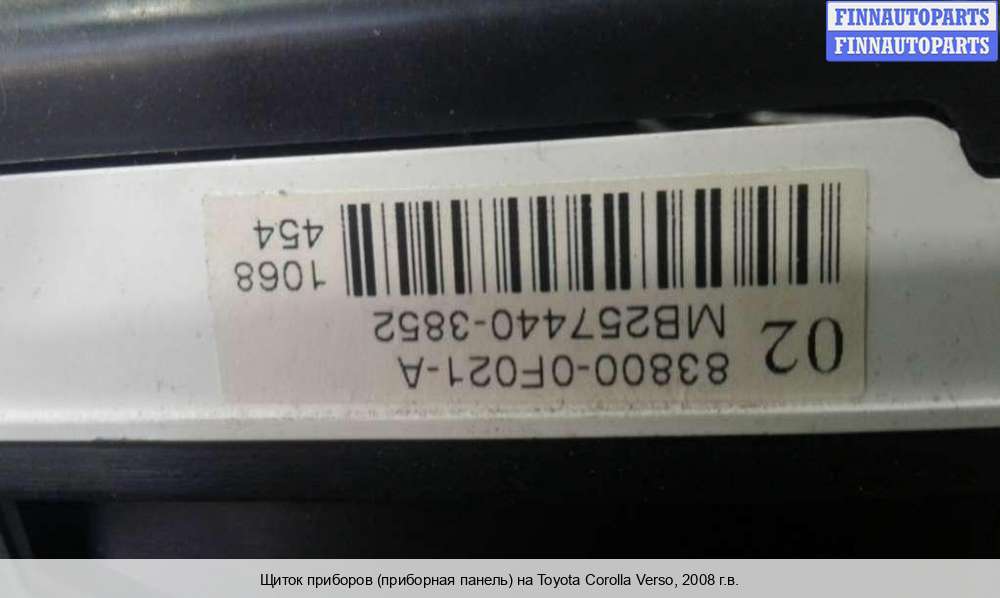 FINNAUTOPARTS
FINNAUTOPARTS
02
83800-0F021-A
MB257440-3852
1068
454
Щиток приборов (приборная панель) на Toyota Corolla Verso, 2008 г.в.